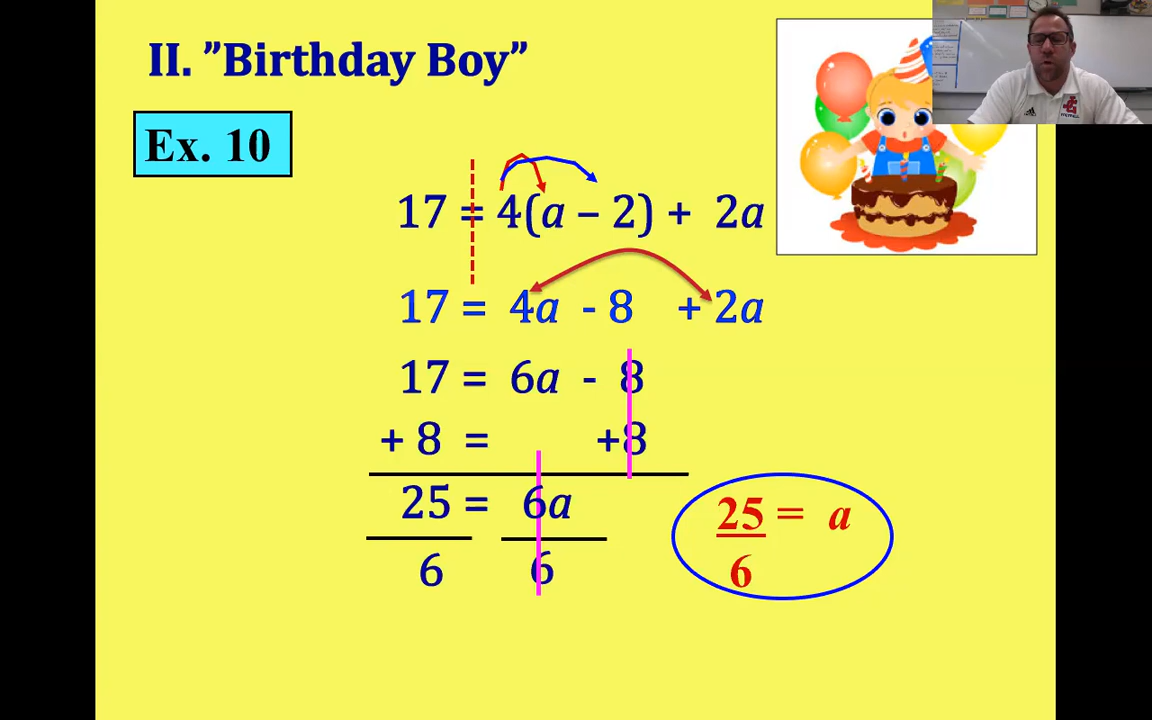 II. ”Birthday Boy”
Ex. 10
17 = 4(a – 2) + 2a
17 = 4a - 8 + 2a
17 = 6a - 8
+ 8 = +8
25 = 6a
6 6
25 = a
6